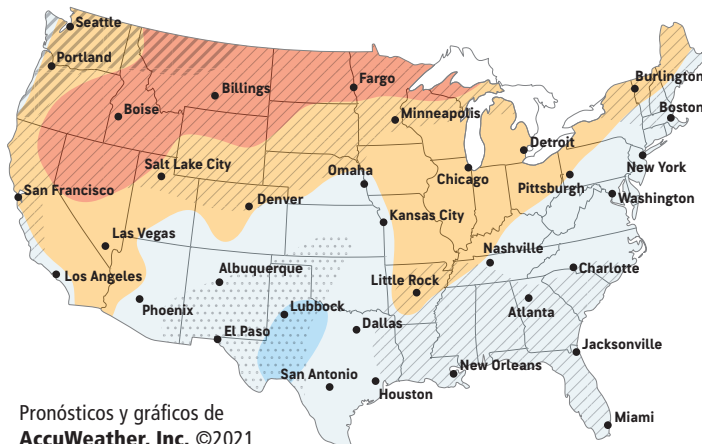 Seattle
Portland
Billings
Fargo
Burlington
Boise
Minneapolis
Boston
Detroit
Salt Lake City
Omaha
Chicago
New York
Pittsburgh
San Francisco
Denver
Washington
Kansas City
Las Vegas
Nashville
Los Angeles
Albuquerque
Little Rock
Charlotte
Phoenix
Lubbock
Atlanta
El Paso
Dallas
Jacksonville
San Antonio
New Orleans
Houston
Miami
Pronósticos y gráficos de
AccuWeather, Inc. ©2021